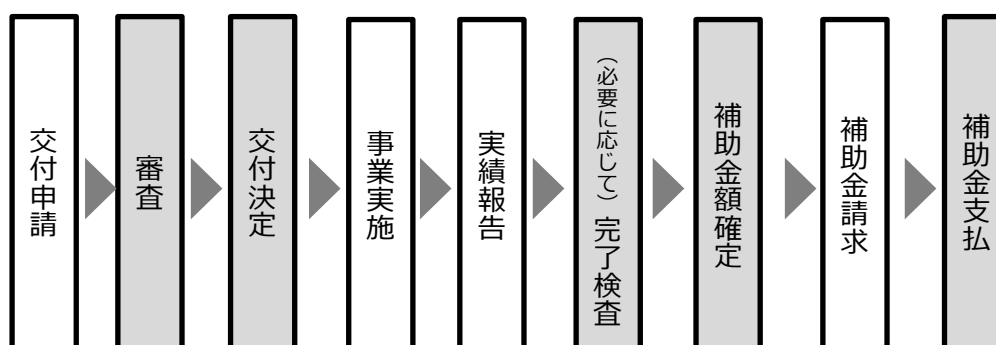 交付申請
審査
交付決定
事業実施
実績報告
（必要に応じて）完了検査
補助金額確定
補助金請求
補助金支払